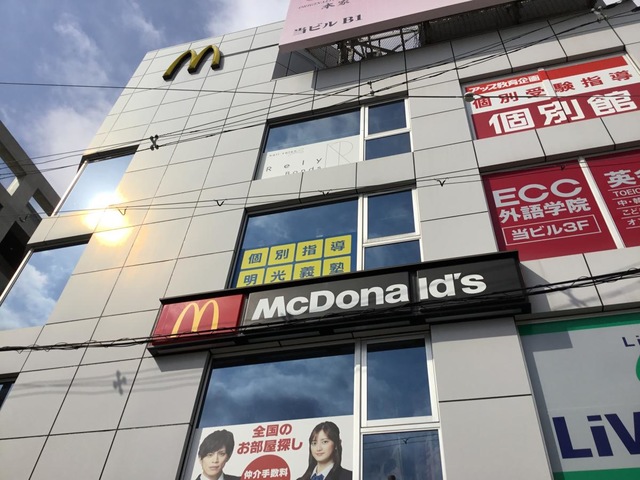 当ビル B1
アップ教育企画
個別受験指導
個別館
Rely
ECC
外語学院
当ビル3F
英会
TOEIC
個別指導
明光義塾
McDonald's
全国の
お部屋探し
仲介手数料